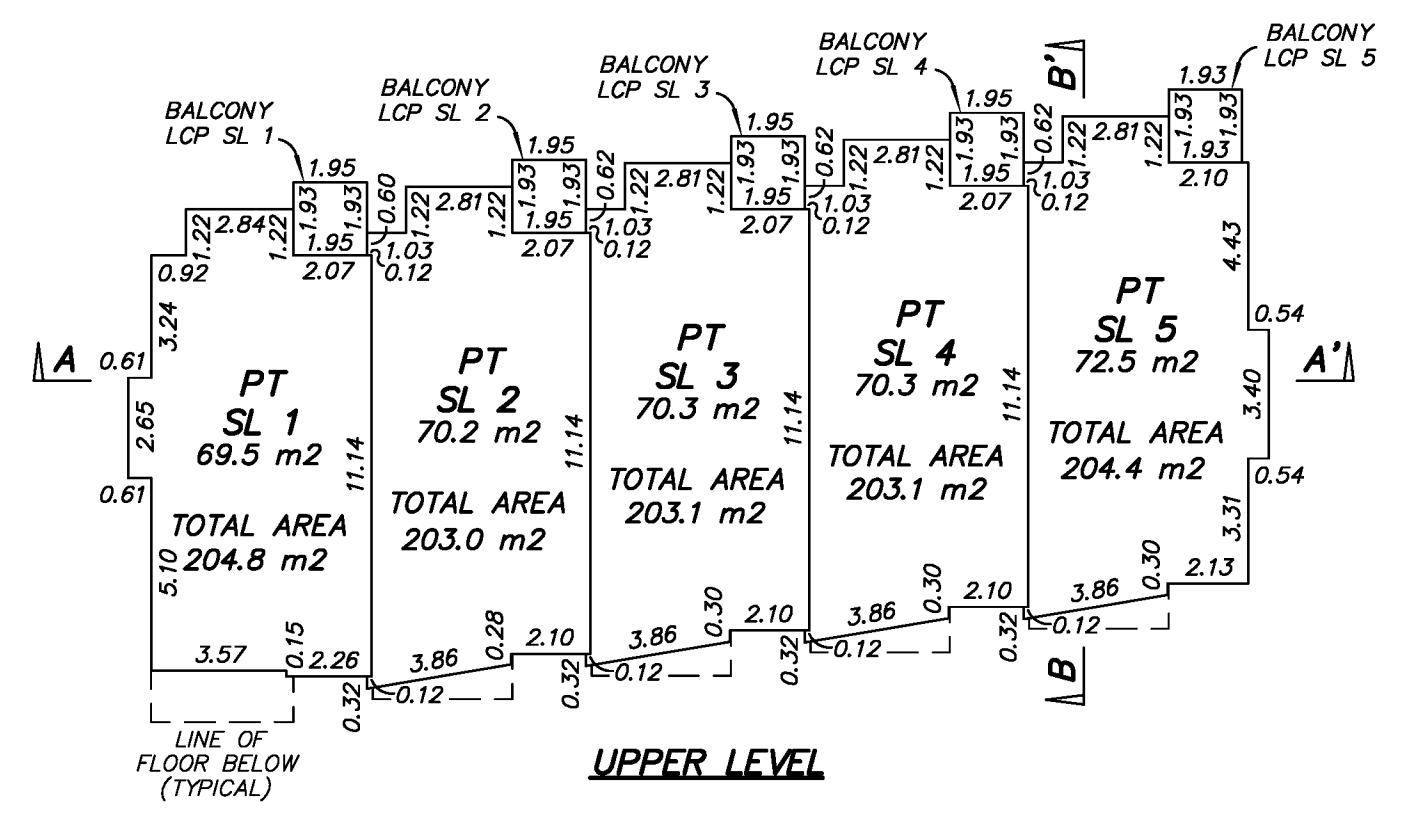 BALCONY
LCP SL 1
BALCONY
LCP SL 2
BALCONY
LCP SL 3
BALCONY
LCP SL 4
BALCONY
LCP SL 5
B'
1.95
1.93
1.93
1.95
2.07
0.60
1.03
0.12
1.22
2.84
1.22
0.92
3.24
0.61
2.65
0.61
5.10
A
PT
SL 1
69.5 m2
TOTAL AREA
204.8 m2
11.14
3.57
0.15
2.26
0.32
0.12
LINE OF
FLOOR BELOW
(TYPICAL)
1.95
1.93
1.93
1.95
2.07
0.62
1.03
0.12
1.22
2.81
1.22
PT
SL 2
70.2 m2
TOTAL AREA
203.0 m2
11.14
3.86
0.28
2.10
0.32
0.12
1.95
1.93
1.93
1.95
2.07
0.62
1.03
0.12
1.22
2.81
1.22
PT
SL 3
70.3 m2
TOTAL AREA
203.1 m2
11.14
3.86
0.30
2.10
0.32
0.12
1.95
1.93
1.93
1.95
2.07
0.62
1.03
0.12
1.22
2.81
1.22
PT
SL 4
70.3 m2
TOTAL AREA
203.1 m2
11.14
3.86
0.30
2.10
0.32
0.12
1.93
1.93
1.93
1.93
2.10
1.22
2.81
1.22
4.43
0.54
3.40
0.54
3.31
A'
PT
SL 5
72.5 m2
TOTAL AREA
204.4 m2
3.86
0.30
2.13
B
UPPER LEVEL